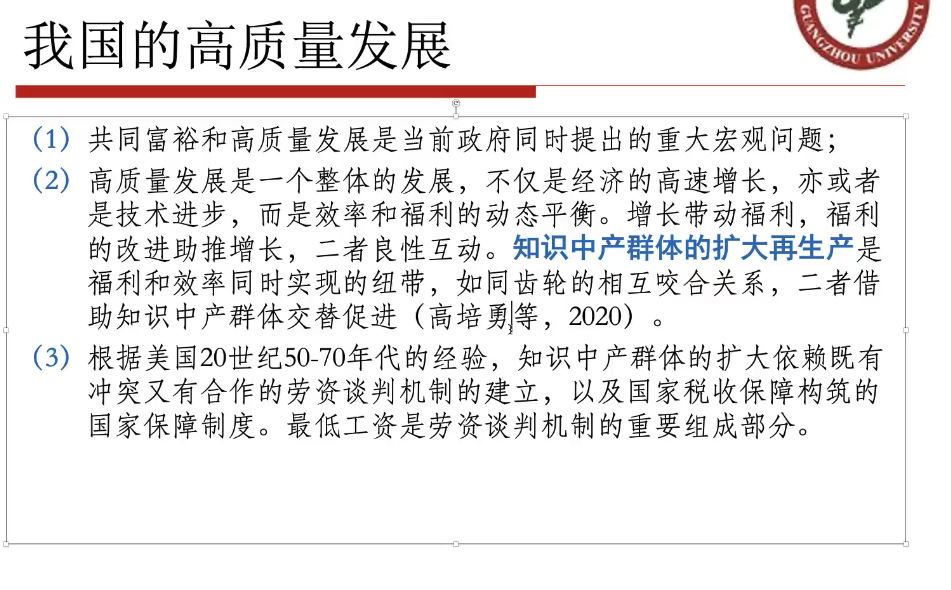 我国的高质量发展
GUANGZHOU UNIVERSITY
（1）共同富裕和高质量发展是当前政府同时提出的重大宏观问题；
（2）高质量发展是一个整体的发展，不仅是经济的高速增长，亦或者
是技术进步，而是效率和福利的动态平衡。增长带动福利，福利
的改进助推增长，二者良性互动。知识中产群体的扩大再生产是
福利和效率同时实现的纽带，如同齿轮的相互咬合关系，二者借
助知识中产群体交替促进（高培勇等，2020）。
（3）根据美国20世纪50-70年代的经验，知识中产群体的扩大依赖既有
冲突又有合作的劳资谈判机制的建立，以及国家税收保障构筑的
国家保障制度。最低工资是劳资谈判机制的重要组成部分。